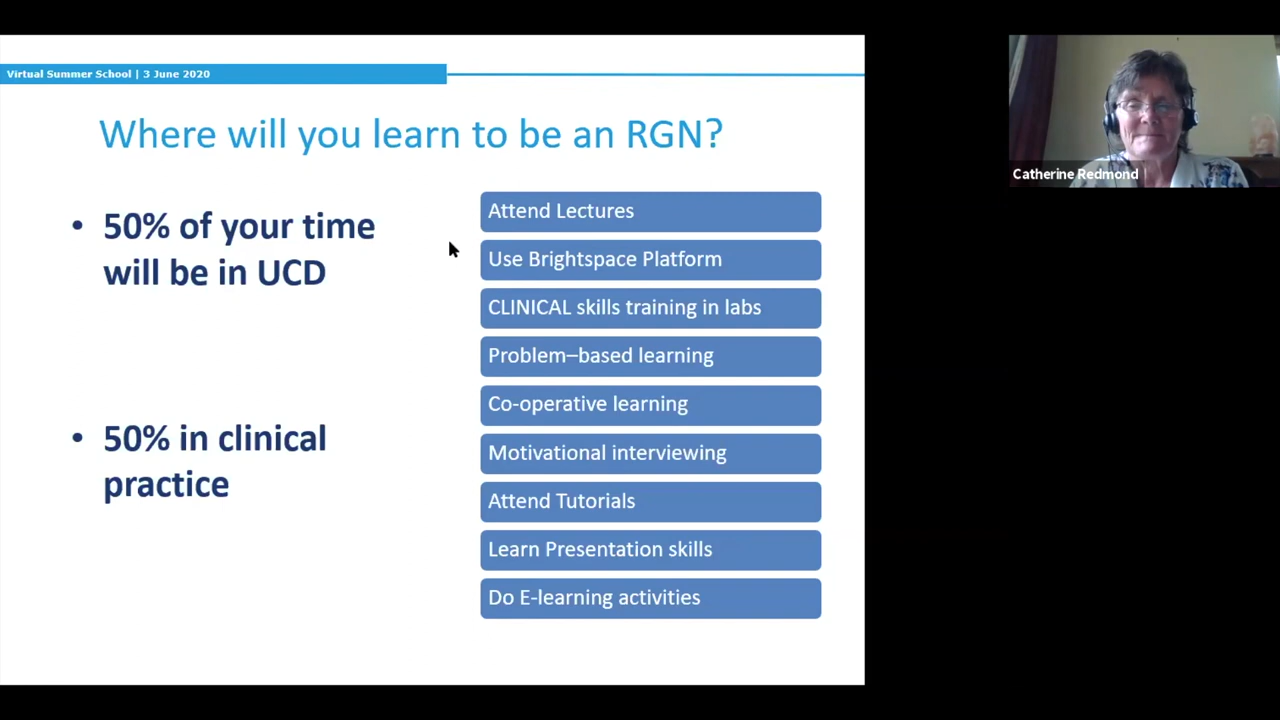 Virtual Summer School | 3 June 2020
Where will you learn to be an RGN?
• 50% of your time
will be in UCD
• 50% in clinical
practice
Attend Lectures
Use Brightspace Platform
CLINICAL skills training in labs
Problem–based learning
Co-operative learning
Motivational interviewing
Attend Tutorials
Learn Presentation skills
Do E-learning activities
Catherine Redmond